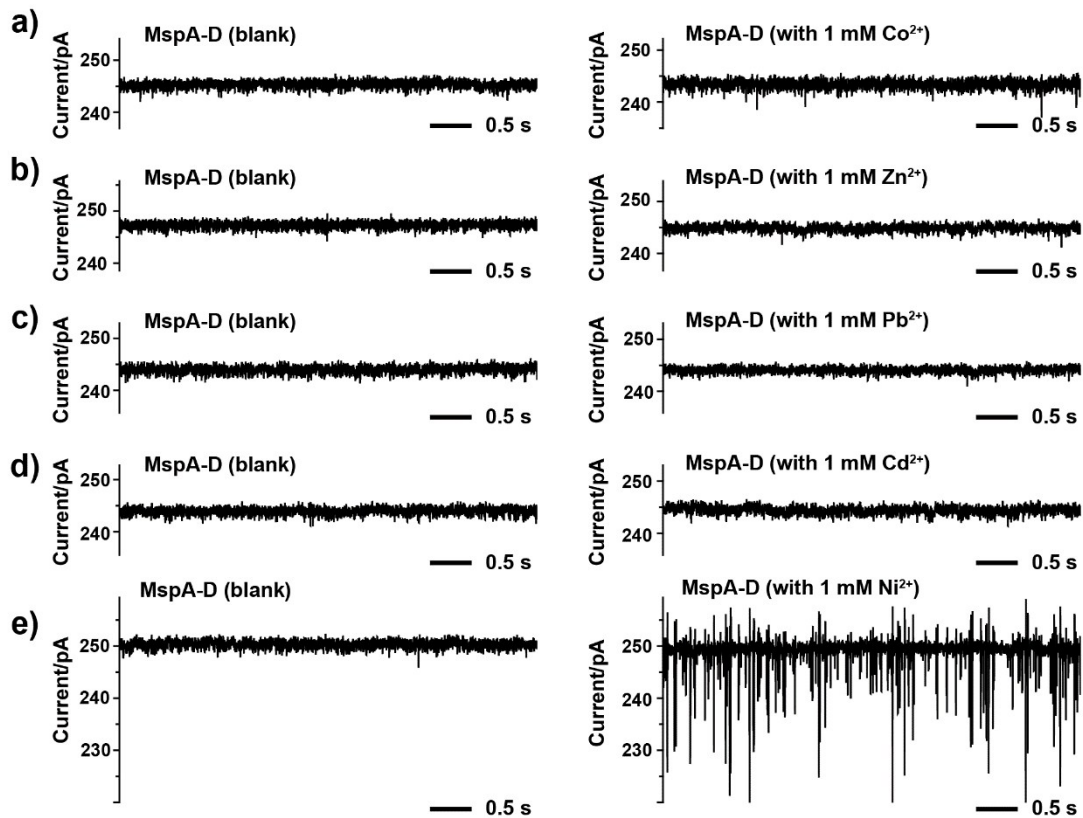 a)
MspA-D (blank)
Current/pA
250
240
0.5 s
MspA-D (with 1 mM Co²⁺)
Current/pA
250
240
0.5 s
b)
MspA-D (blank)
Current/pA
250
240
0.5 s
MspA-D (with 1 mM Zn²⁺)
Current/pA
250
240
0.5 s
c)
MspA-D (blank)
Current/pA
250
240
0.5 s
MspA-D (with 1 mM Pb²⁺)
Current/pA
250
240
0.5 s
d)
MspA-D (blank)
Current/pA
250
240
0.5 s
MspA-D (with 1 mM Cd²⁺)
Current/pA
250
240
0.5 s
e)
MspA-D (blank)
Current/pA
250
240
230
0.5 s
MspA-D (with 1 mM Ni²⁺)
Current/pA
250
240
230
0.5 s